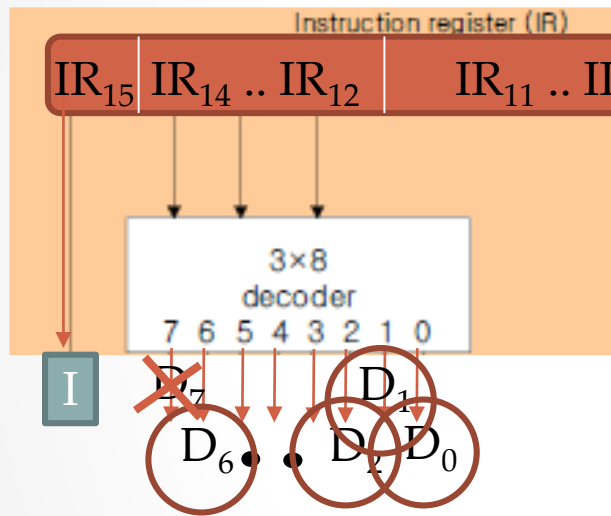 Instruction register (IR)
IR₁₅ IR₁₄ .. IR₁₂ IR₁₁ ..
3×8
decoder
7 6 5 4 3 2 1 0
I D₇ D₁
D₆ • • D₂ D₀